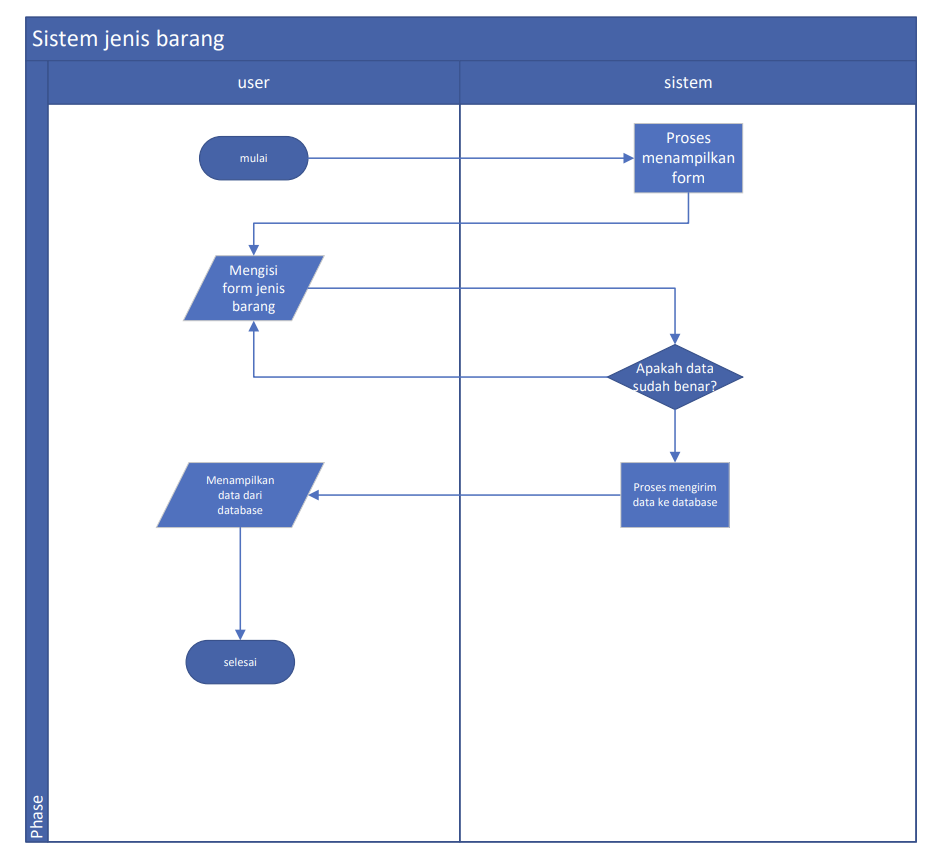 Sistem jenis barang
user
sistem
mulai
Proses
menampilkan
form
Mengisi
form jenis
barang
Apakah data
sudah benar?
Menampilkan
data dari
database
Proses mengirim
data ke database
selesai
Phase